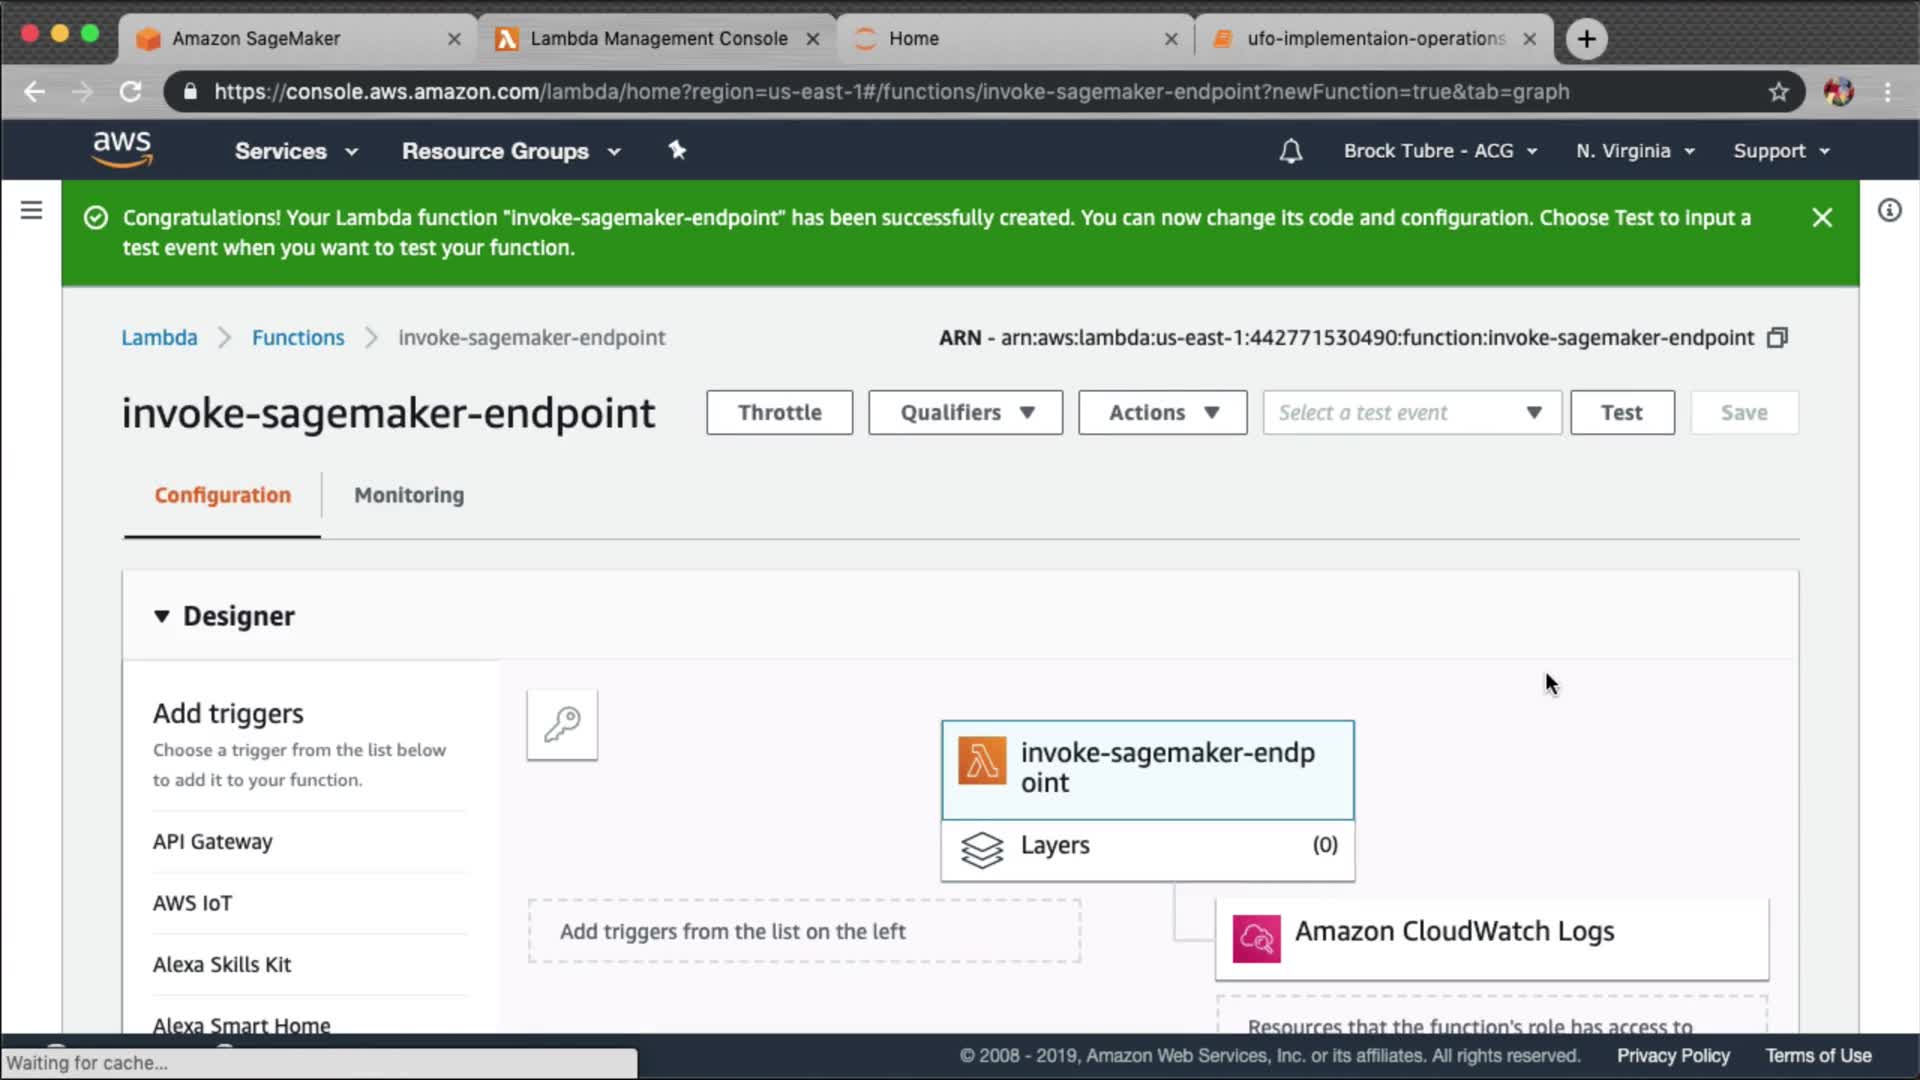 Amazon SageMaker
Lambda Management Console
Home
ufo-implementaion-operations
https://console.aws.amazon.com/lambda/home?region=us-east-1#/functions/invoke-sagemaker-endpoint?newFunction=true&tab=graph
aws
Services
Resource Groups
Brock Tubre - ACG
N. Virginia
Support
Congratulations! Your Lambda function "invoke-sagemaker-endpoint" has been successfully created. You can now change its code and configuration. Choose Test to input a
test event when you want to test your function.
Lambda
Functions
invoke-sagemaker-endpoint
ARN - arn:aws:lambda:us-east-1:442771530490:function:invoke-sagemaker-endpoint
invoke-sagemaker-endpoint
Throttle
Qualifiers
Actions
Select a test event
Test
Save
Configuration
Monitoring
Designer
Add triggers
Choose a trigger from the list below
to add it to your function.
API Gateway
AWS IoT
Alexa Skills Kit
Alexa Smart Home
invoke-sagemaker-endp
oint
Layers
(0)
Add triggers from the list on the left
Amazon CloudWatch Logs
Resources that the function's role has access to
Waiting for cache...
© 2008 - 2019, Amazon Web Services, Inc. or its affiliates. All rights reserved.
Privacy Policy
Terms of Use